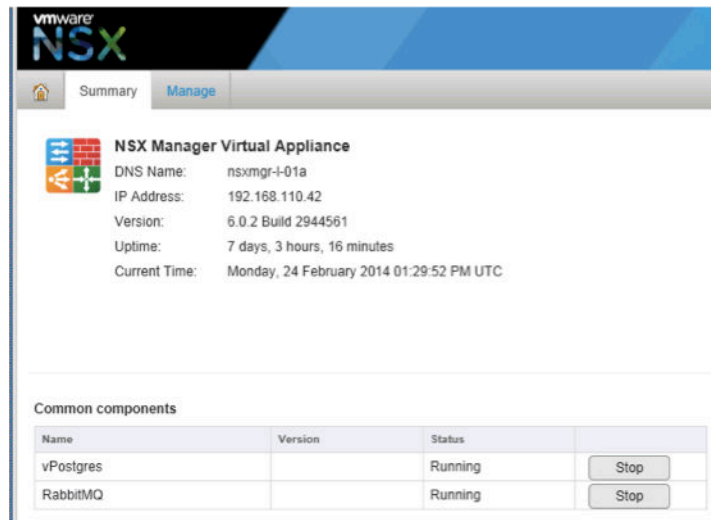 vmware
NSX
Summary Manage
NSX Manager Virtual Appliance
DNS Name: nsxmgr-l-01a
IP Address: 192.168.110.42
Version: 6.0.2 Build 2944561
Uptime: 7 days, 3 hours, 16 minutes
Current Time: Monday, 24 February 2014 01:29:52 PM UTC
Common components
Name Version Status
vPostgres Running Stop
RabbitMQ Running Stop